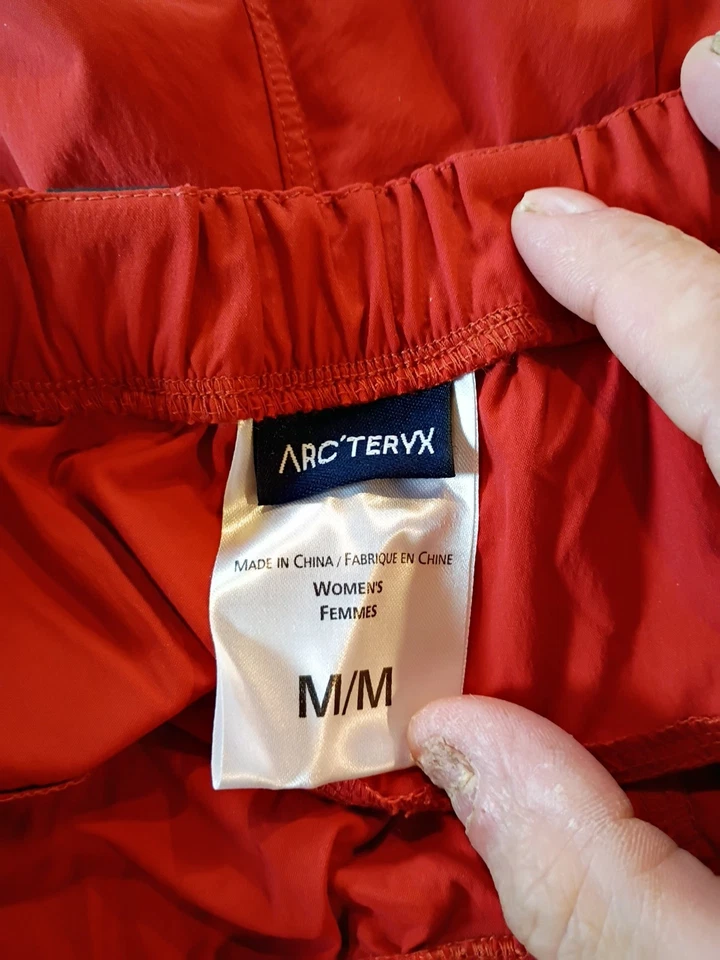 ARC'TERYX
MADE IN CHINA / FABRIQUE EN CHINE
WOMEN'S
FEMMES
M/M